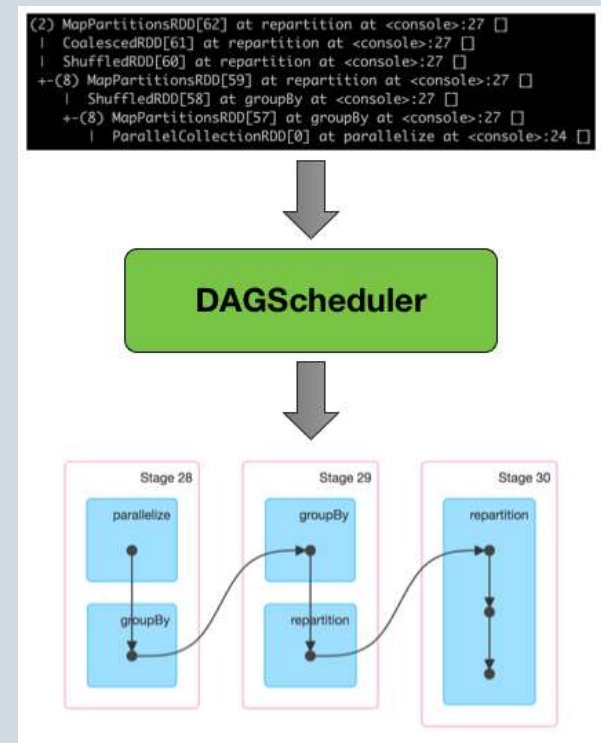 (2) MapPartitionsRDD[62] at repartition at <console>:27 []
| CoalescedRDD[61] at repartition at <console>:27 []
| ShuffledRDD[60] at repartition at <console>:27 []
+-(8) MapPartitionsRDD[59] at repartition at <console>:27 []
| ShuffledRDD[58] at groupBy at <console>:27 []
+-(8) MapPartitionsRDD[57] at groupBy at <console>:27 []
| ParallelCollectionRDD[0] at parallelize at <console>:24 []
DAGScheduler
Stage 28
parallelize
groupBy
Stage 29
groupBy
repartition
Stage 30
repartition